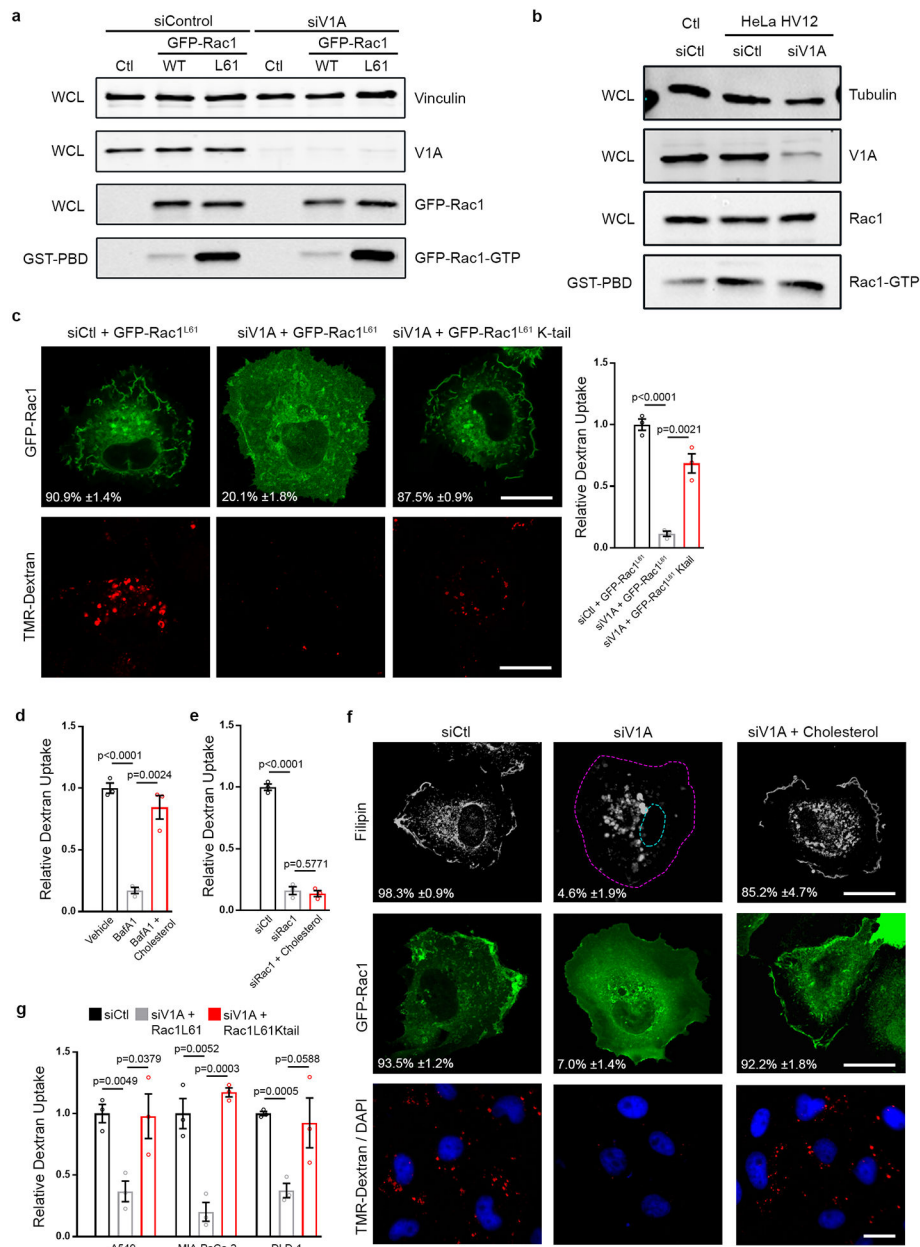 a
siControl
siV1A
GFP-Rac1
GFP-Rac1
Ctl
WT
L61
Ctl
WT
L61
WCL
Vinculin
WCL
V1A
WCL
GFP-Rac1
GST-PBD
GFP-Rac1-GTP
b
Ctl
HeLa HV12
siCtl
siCtl
siV1A
WCL
Tubulin
WCL
V1A
WCL
Rac1
GST-PBD
Rac1-GTP
c
siCtl + GFP-Rac1L61
siV1A + GFP-Rac1L61
siV1A + GFP-Rac1L61 K-tail
GFP-Rac1
90.9% ±1.4%
20.1% ±1.8%
87.5% ±0.9%
TMR-Dextran
Relative Dextran Uptake
1.5
1.0
0.5
0.0
p<0.0001
p=0.0021
siCtl + GFP-Rac1L61
siV1A + GFP-Rac1L61
siV1A + GFP-Rac1L61 Ktail
d
Relative Dextran Uptake
1.5
1.0
0.5
0.0
p<0.0001
p=0.0024
Vehicle
BafA1
BafA1 +
Cholesterol
e
Relative Dextran Uptake
1.5
1.0
0.5
0.0
p<0.0001
p=0.5771
siCtl
siRac1
siRac1 + Cholesterol
f
siCtl
siV1A
siV1A + Cholesterol
Filipin
98.3% ±0.9%
4.6% ±1.9%
85.2% ±4.7%
GFP-Rac1
93.5% ±1.2%
7.0% ±1.4%
92.2% ±1.8%
TMR-Dextran / DAPI
g
siCtl
siV1A +
Rac1L61
siV1A +
Rac1L61Ktail
Relative Dextran Uptake
1.5
1.0
0.5
0.0
p=0.0049
p=0.0379
p=0.0052
p=0.0003
p=0.0005
p=0.0588